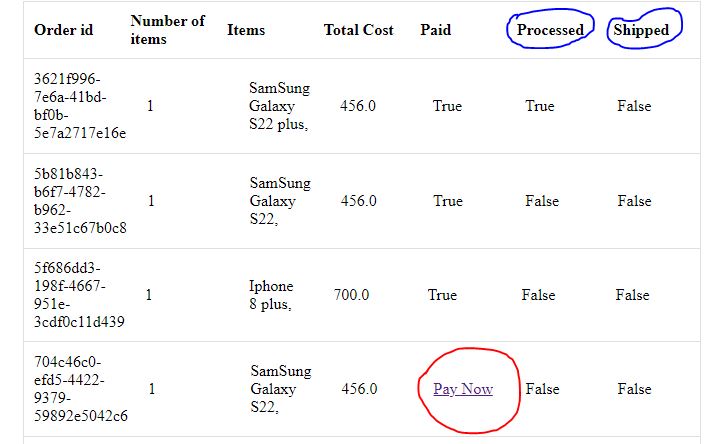 Order id Number of items Items Total Cost Paid Processed Shipped
3621f996-7e6a-41bd-bf0b-5e7a2717e16e 1 SamSung Galaxy S22 plus, 456.0 True True False
5b81b843-b6f7-4782-b962-33e51c67b0c8 1 SamSung Galaxy S22, 456.0 True False False
5f686dd3-198f-4667-951e-3cdf0c11d439 1 Iphone 8 plus, 700.0 True False False
704c46c0-efd5-4422-9379-59892e5042c6 1 SamSung Galaxy S22, 456.0 Pay Now False False